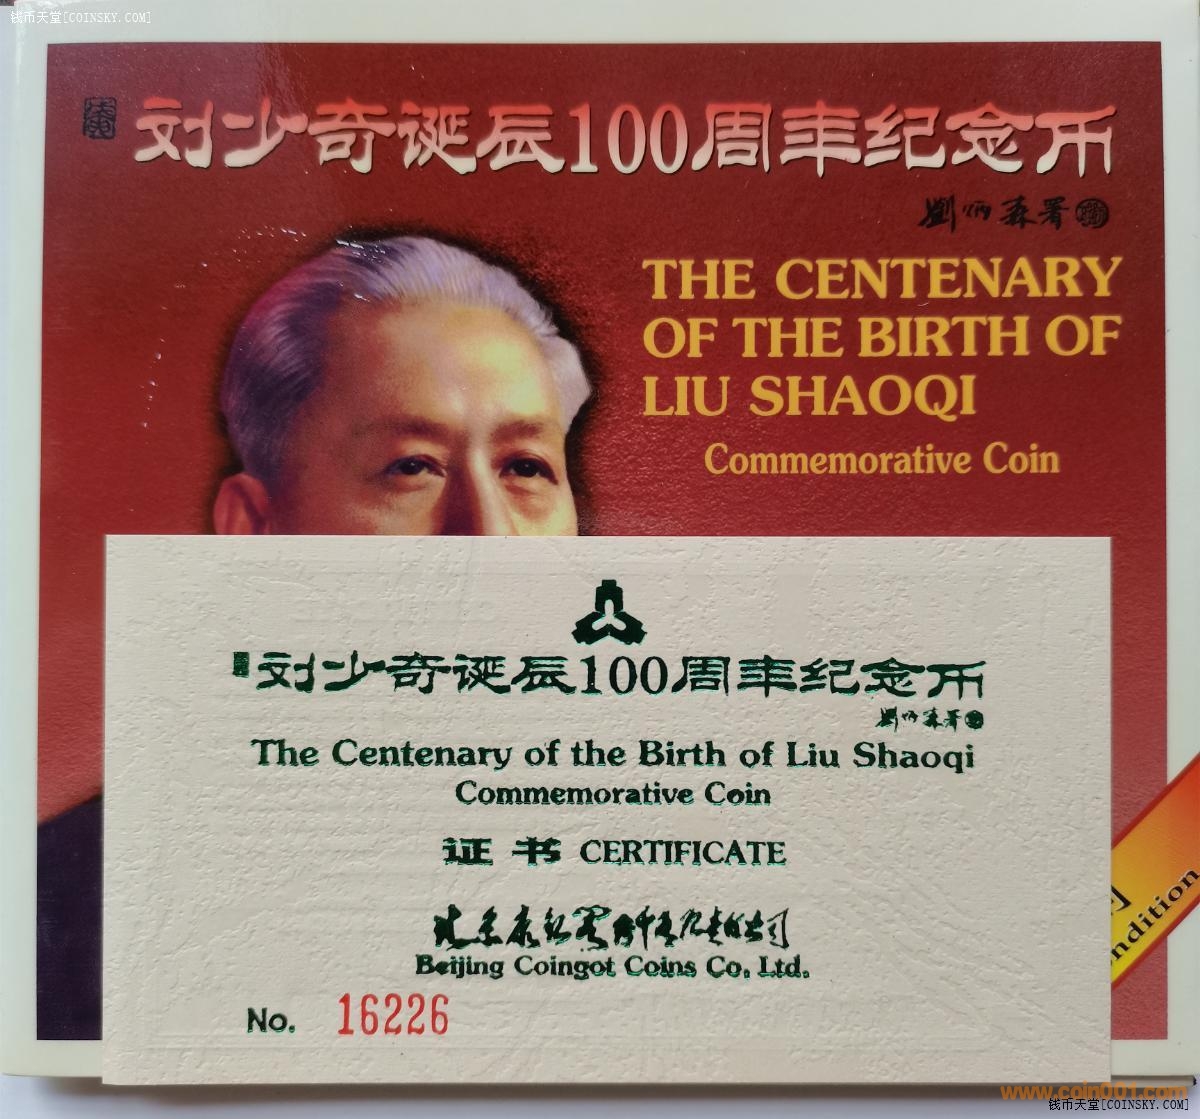 钱币天堂[COINSKY.COM]
刘少奇诞辰100周年纪念币
劉炳森署
THE CENTENARY
OF THE BIRTH OF
LIU SHAOQI
Commemorative Coin
刘少奇诞辰100周年纪念币
劉炳森署
The Centenary of the Birth of Liu Shaoqi
Commemorative Coin
证书 CERTIFICATE
Beijing Coingot Coins Co. Ltd.
No. 16226
ndition
www.coin001.com
钱币天堂[COINSKY.COM]